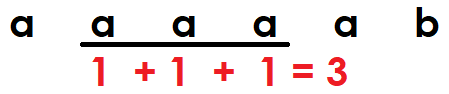 a a a a a b
1 + 1 + 1 = 3